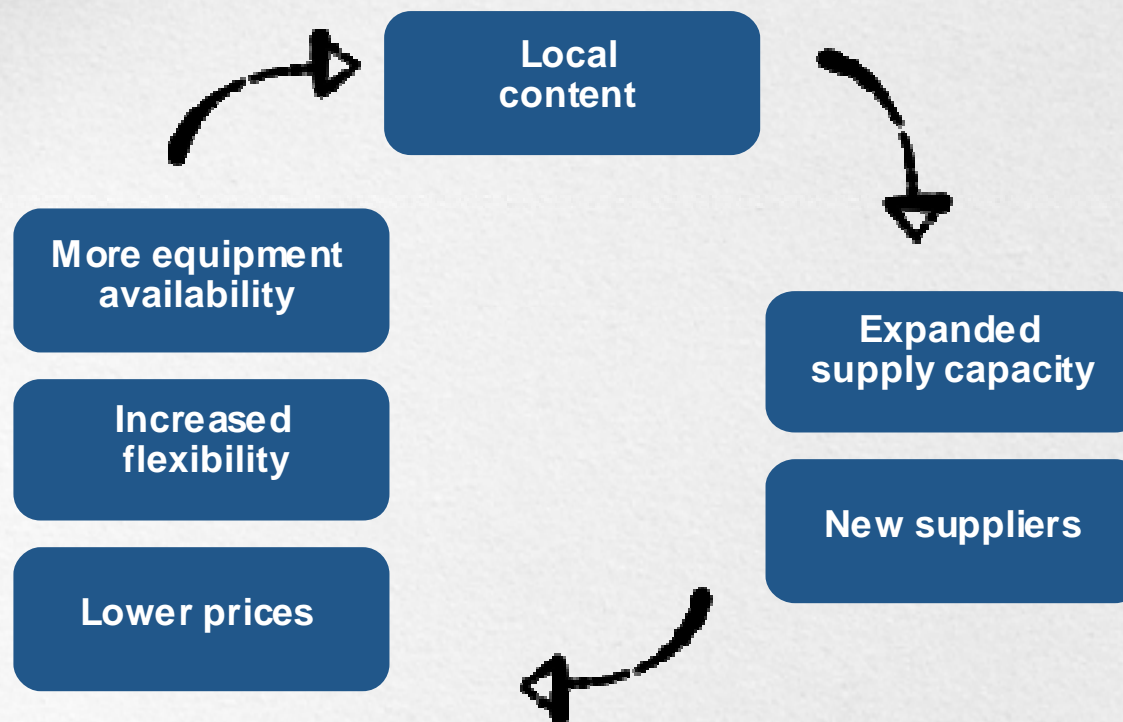 Local
content
More equipment
availability
Increased
flexibility
Lower prices
Expanded
supply capacity
New suppliers